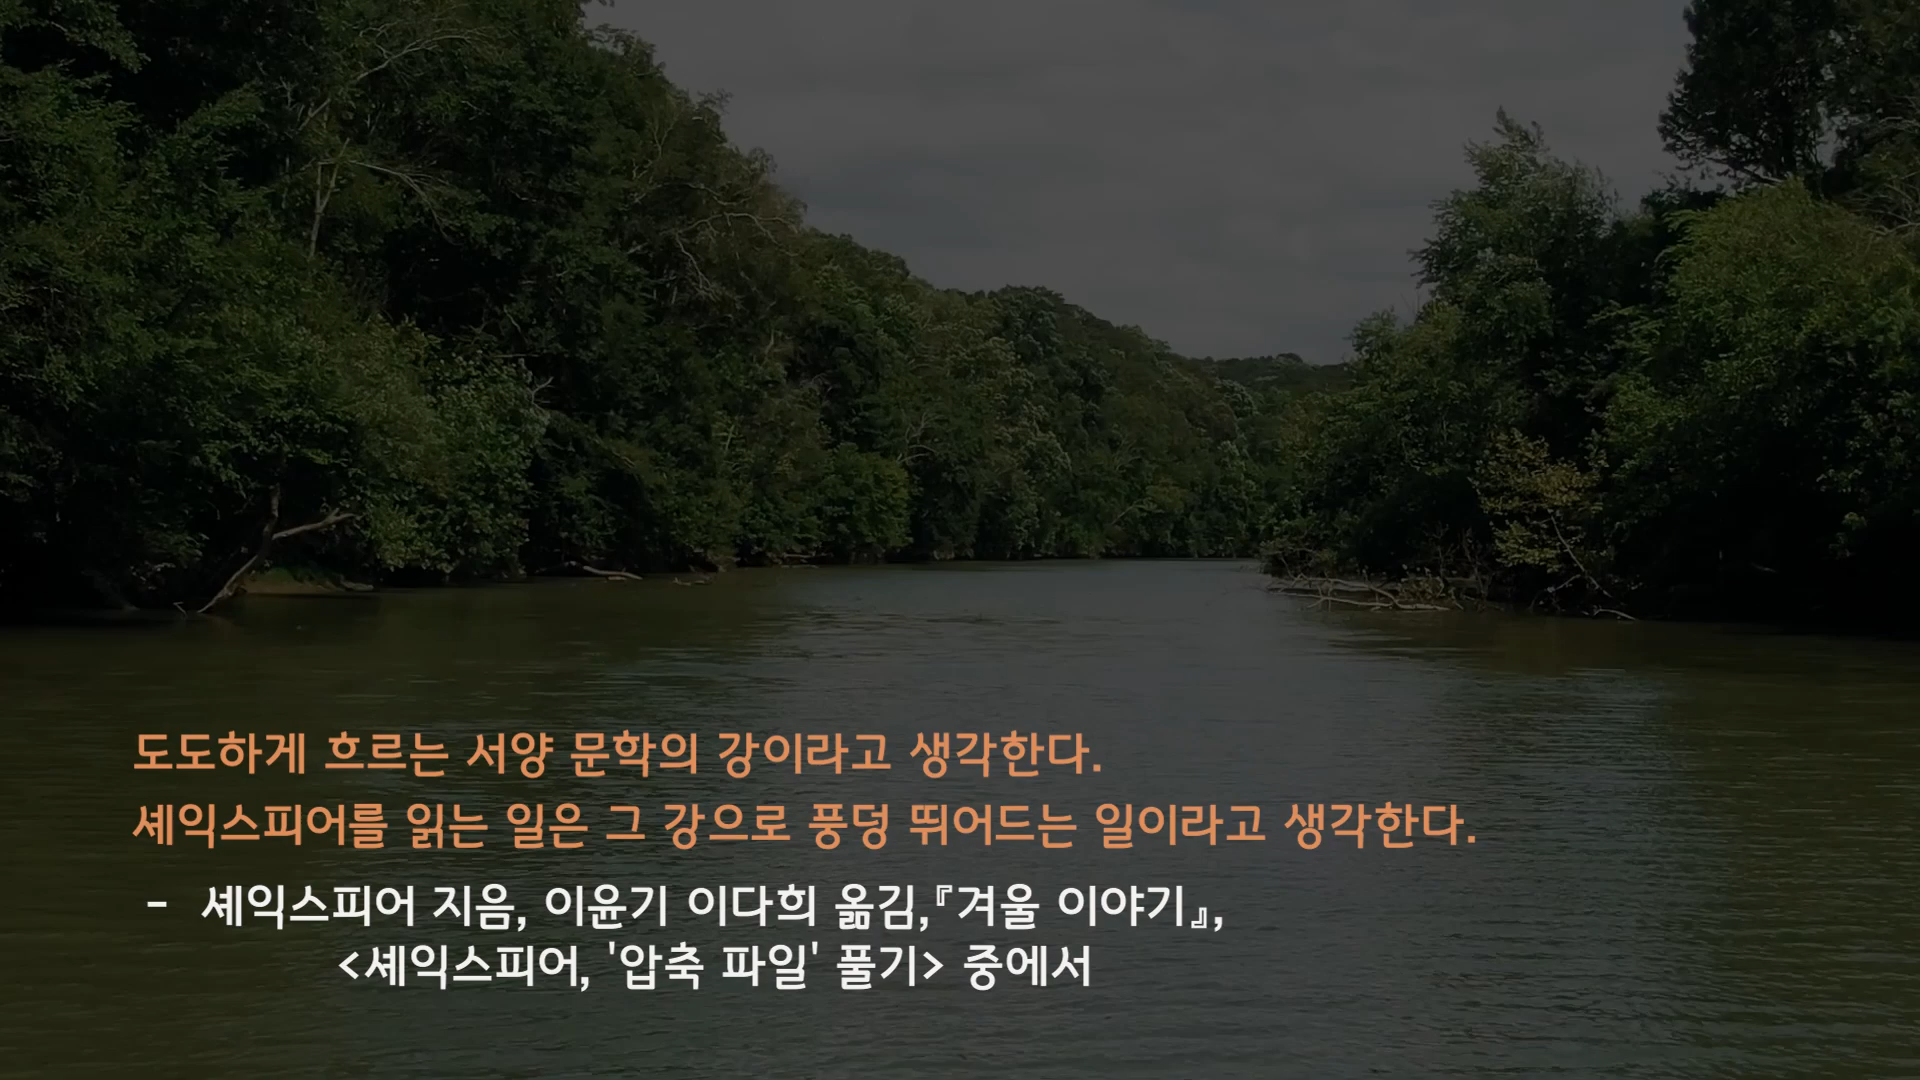 도도하게 흐르는 서양 문학의 강이라고 생각한다.
셰익스피어를 읽는 일은 그 강으로 풍덩 뛰어드는 일이라고 생각한다.
- 셰익스피어 지음, 이윤기 이다희 옮김,『겨울 이야기』,
<셰익스피어, '압축 파일' 풀기> 중에서